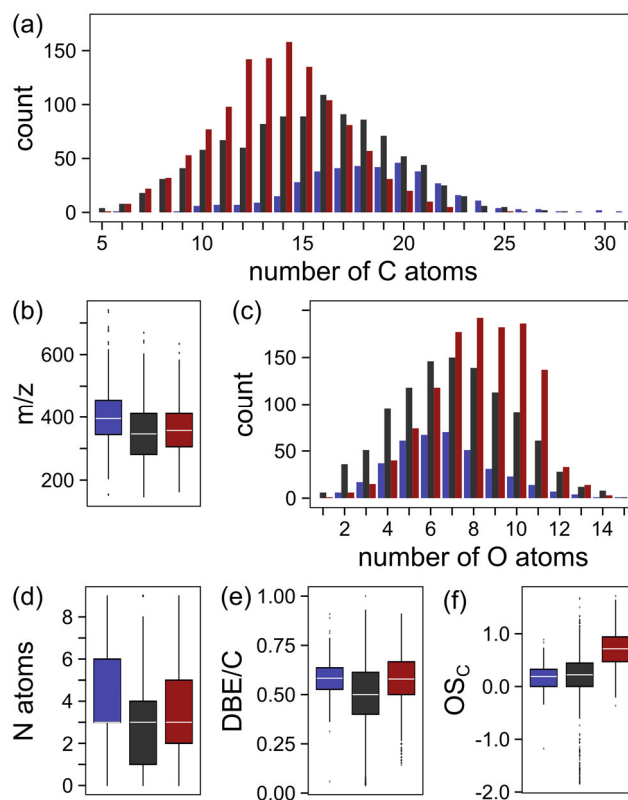 (a)
count
150
100
50
0
5 10 15 20 25 30
number of C atoms
(b)
m/z
600
400
200
(c)
count
150
100
50
0
2 4 6 8 10 12 14
number of O atoms
(d)
N atoms
8
6
4
2
0
(e)
DBE/C
1.00
0.75
0.50
0.25
0.00
(f)
OSC
1.0
0.0
-1.0
-2.0